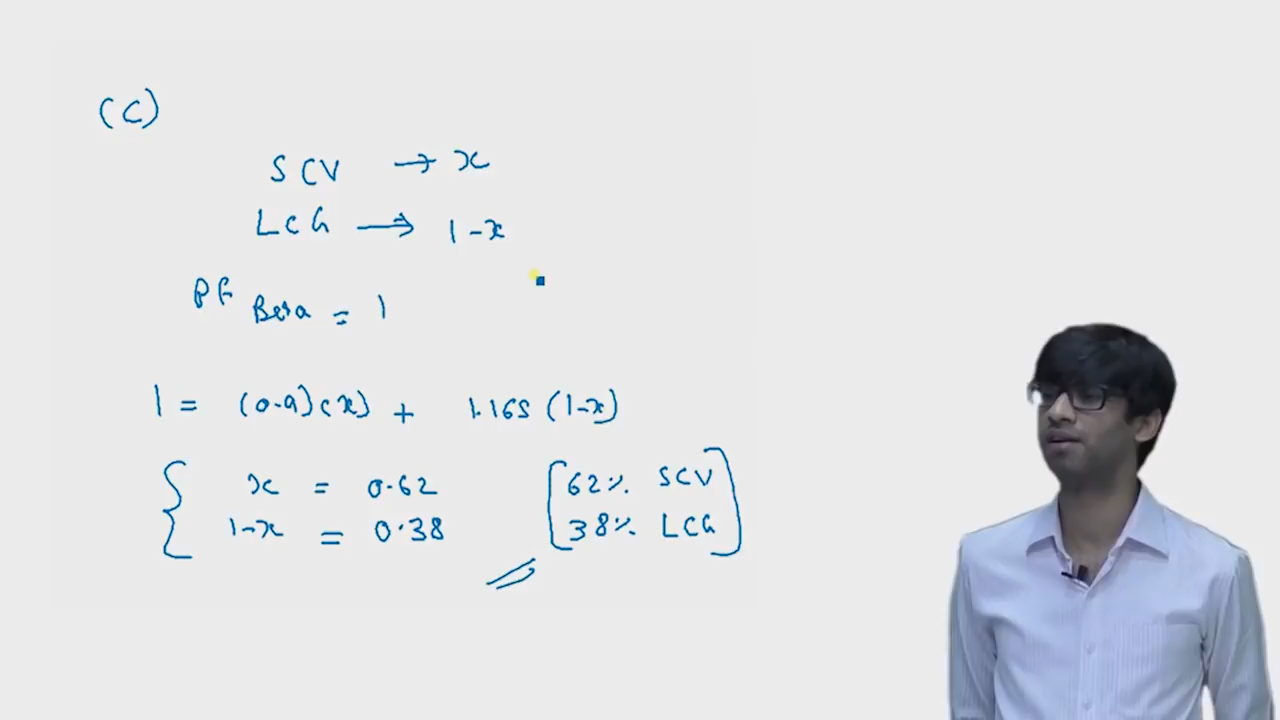 (C)
SCV → x
LCG → 1-x
PF Beta = 1
1 = (0.9)(x) + 1.165 (1-x)
x = 0.62 62% SCV
1-x = 0.38 38% LCG